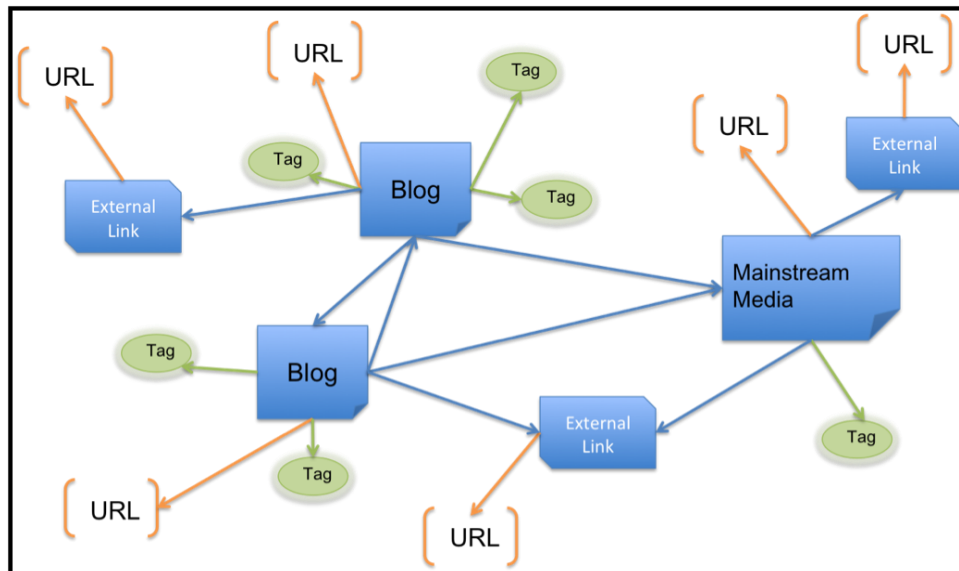 URL
URL
Tag
URL
URL
External
Link
Tag
Blog
Tag
External
Link
Mainstream
Media
Tag
Blog
External
Link
Tag
Tag
URL
URL